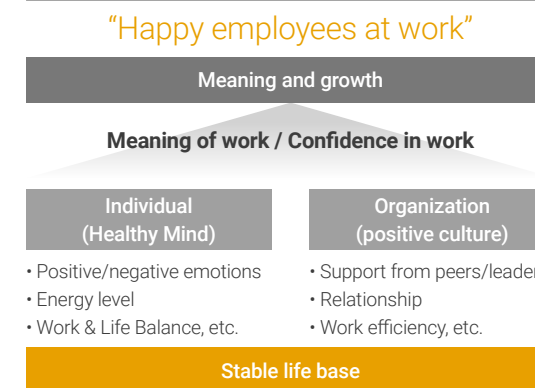 “Happy employees at work”
Meaning and growth
Meaning of work / Confidence in work
Individual
(Healthy Mind)
• Positive/negative emotions
• Energy level
• Work & Life Balance, etc.
Organization
(positive culture)
• Support from peers/leader
• Relationship
• Work efficiency, etc.
Stable life base